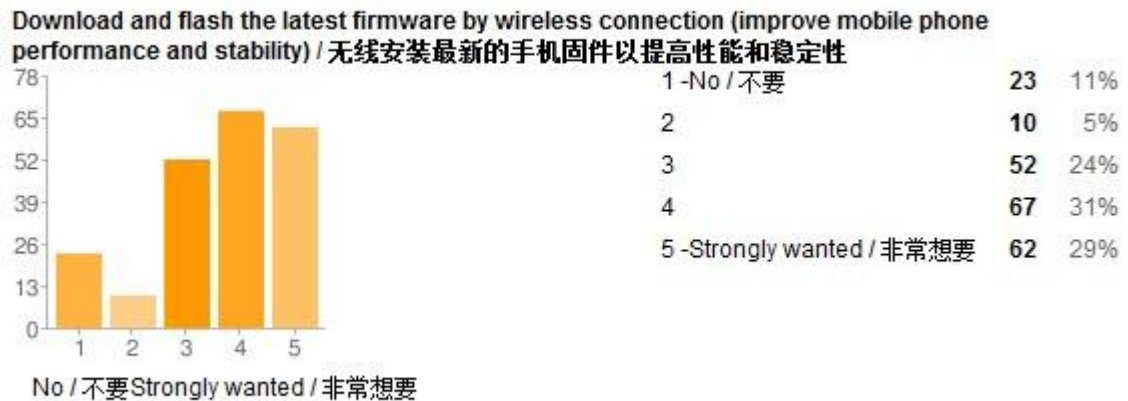 Download and flash the latest firmware by wireless connection (improve mobile phone
performance and stability) / 无线安装最新的手机固件以提高性能和稳定性
78
65
52
39
26
13
0
1 2 3 4 5
No / 不要Strongly wanted / 非常想要
1 -No / 不要 23 11%
2 10 5%
3 52 24%
4 67 31%
5 -Strongly wanted / 非常想要 62 29%